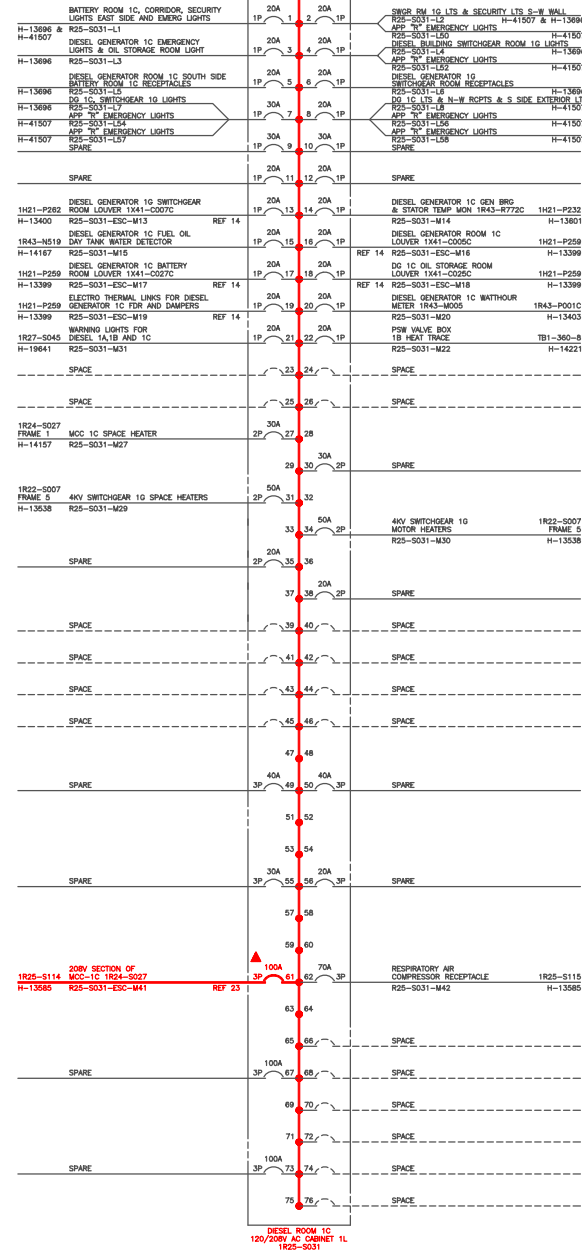 BATTERY ROOM 1C, CORRIDOR, SECURITY
LIGHTS EAST SIDE AND EMERG LIGHTS
20A 20A
1P 1 2 1P
SWGR RM 1G LTS & SECURITY LTS S-W WALL
H-13696 & R25-S031-L1
H-41507
R25-S031-L2 H-41507 &
APP "R" EMERGENCY LIGHTS
R25-S031-L50
DIESEL GENERATOR 1C EMERGENCY
LIGHTS & OIL STORAGE ROOM LIGHT
20A 20A
1P 3 4 1P
DIESEL BUILDING SWITCHGEAR ROOM 1G LIGHTS
H-13696 R25-S031-L3
R25-S031-L4
APP "R" EMERGENCY LIGHTS
R25-S031-L52
DIESEL GENERATOR ROOM 1C SOUTH SIDE
BATTERY ROOM 1C RECEPTACLES
20A 20A
1P 5 6 1P
DIESEL GENERATOR 1G
SWITCHGEAR ROOM RECEPTACLES
H-13696 R25-S031-L5
R25-S031-L6
DG 1C, SWITCHGEAR 1G LIGHTS
H-13696 R25-S031-L7
APP "R" EMERGENCY LIGHTS
H-41507 R25-S031-L54
APP "R" EMERGENCY LIGHTS
H-41507 R25-S031-L57
30A 20A
1P 7 8 1P
DG 1C LTS & N-W RCPTS & S SIDE EXTERIOR
R25-S031-L8
APP "R" EMERGENCY LIGHTS
R25-S031-L56
APP "R" EMERGENCY LIGHTS
R25-S031-L58
SPARE
30A 30A
1P 9 10 1P
SPARE
SPARE
20A 20A
1P 11 12 1P
SPARE
DIESEL GENERATOR 1G SWITCHGEAR
1H21-P262 ROOM LOUVER 1X41-C007C
20A 20A
1P 13 14 1P
DIESEL GENERATOR 1C GEN BRG
& STATOR TEMP MON 1R43-R772C 1H21-P232
H-13400 R25-S031-ESC-M13 REF 14
R25-S031-M14 H-13601
DIESEL GENERATOR 1C FUEL OIL
1R43-N519 DAY TANK WATER DETECTOR
20A 20A
1P 15 16 1P
DIESEL GENERATOR ROOM 1C
LOUVER 1X41-C005C 1H21-P259
H-14167 R25-S031-M15
REF 14 R25-S031-ESC-M16 H-13399
DIESEL GENERATOR 1C BATTERY
1H21-P259 ROOM LOUVER 1X41-C027C
20A 20A
1P 17 18 1P
DG 1C OIL STORAGE ROOM
LOUVER 1X41-C025C 1H21-P259
H-13399 R25-S031-ESC-M17 REF 14
REF 14 R25-S031-ESC-M18 H-13399
ELECTRO THERMAL LINKS FOR DIESEL
1H21-P259 GENERATOR 1C FDR AND DAMPERS
20A 20A
1P 19 20 1P
DIESEL GENERATOR 1C WATTHOUR
METER 1R43-M005 1R43-P001C
H-13399 R25-S031-ESC-M19 REF 14
R25-S031-M20 H-13403
WARNING LIGHTS FOR
1R27-S045 DIESEL 1A,1B AND 1C
20A 20A
1P 21 22 1P
PSW VALVE BOX
1B HEAT TRACE TB1-360-8
H-19641 R25-S031-M31
R25-S031-M22 H-14221
SPACE 23 24 SPACE
SPACE 25 26 SPACE
1R24-S027
FRAME 1 MCC 1C SPACE HEATER
30A
2P 27 28
H-14157 R25-S031-M27
30A
29 30 2P SPARE
1R22-S007
FRAME 5 4KV SWITCHGEAR 1G SPACE HEATERS
50A
2P 31 32
H-13538 R25-S031-M29
50A
33 34 2P
4KV SWITCHGEAR 1G 1R22-S007
MOTOR HEATERS FRAME 5
R25-S031-M30 H-13538
20A
SPARE 2P 35 36
20A
37 38 2P SPARE
SPACE 39 40 SPACE
SPACE 41 42 SPACE
SPACE 43 44 SPACE
SPACE 45 46 SPACE
47 48
40A 40A
SPARE 3P 49 50 3P SPARE
51 52
53 54
30A 20A
SPARE 3P 55 56 3P SPARE
57 58
59 60
208V SECTION OF
1R25-S114 MCC-1C 1R24-S027
100A 70A
3P 61 62 3P
RESPIRATORY AIR
COMPRESSOR RECEPTACLE 1R25-S115
H-13585 R25-S031-ESC-M41 REF 23
R25-S031-M42 H-13585
63 64
65 66 SPACE
100A
SPARE 3P 67 68 SPACE
69 70 SPACE
71 72 SPACE
100A
SPARE 3P 73 74 SPACE
75 76 SPACE
DIESEL ROOM 1C
120/208V AC CABINET 1L
1R25-S031